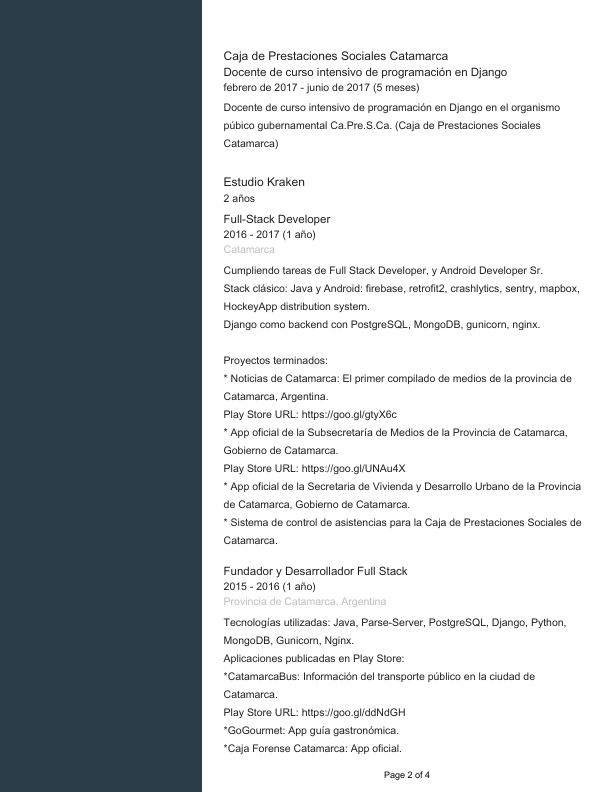 Caja de Prestaciones Sociales Catamarca
Docente de curso intensivo de programación en Django
febrero de 2017 - junio de 2017 (5 meses)
Docente de curso intensivo de programación en Django en el organismo
púbico gubernamental Ca.Pre.S.Ca. (Caja de Prestaciones Sociales
Catamarca)
Estudio Kraken
2 años
Full-Stack Developer
2016 - 2017 (1 año)
Catamarca
Cumpliendo tareas de Full Stack Developer, y Android Developer Sr.
Stack clásico: Java y Android: firebase, retrofit2, crashlytics, sentry, mapbox,
HockeyApp distribution system.
Django como backend con PostgreSQL, MongoDB, gunicorn, nginx.
Proyectos terminados:
* Noticias de Catamarca: El primer compilado de medios de la provincia de
Catamarca, Argentina.
Play Store URL: https://goo.gl/gtyX6c
* App oficial de la Subsecretaría de Medios de la Provincia de Catamarca,
Gobierno de Catamarca.
Play Store URL: https://goo.gl/UNAu4X
* App oficial de la Secretaria de Vivienda y Desarrollo Urbano de la Provincia
de Catamarca, Gobierno de Catamarca.
* Sistema de control de asistencias para la Caja de Prestaciones Sociales de
Catamarca.
Fundador y Desarrollador Full Stack
2015 - 2016 (1 año)
Provincia de Catamarca, Argentina
Tecnologías utilizadas: Java, Parse-Server, PostgreSQL, Django, Python,
MongoDB, Gunicorn, Nginx.
Aplicaciones publicadas en Play Store:
*CatamarcaBus: Información del transporte público en la ciudad de
Catamarca.
Play Store URL: https://goo.gl/ddNdGH
*GoGourmet: App guía gastronómica.
*Caja Forense Catamarca: App oficial.
Page 2 of 4